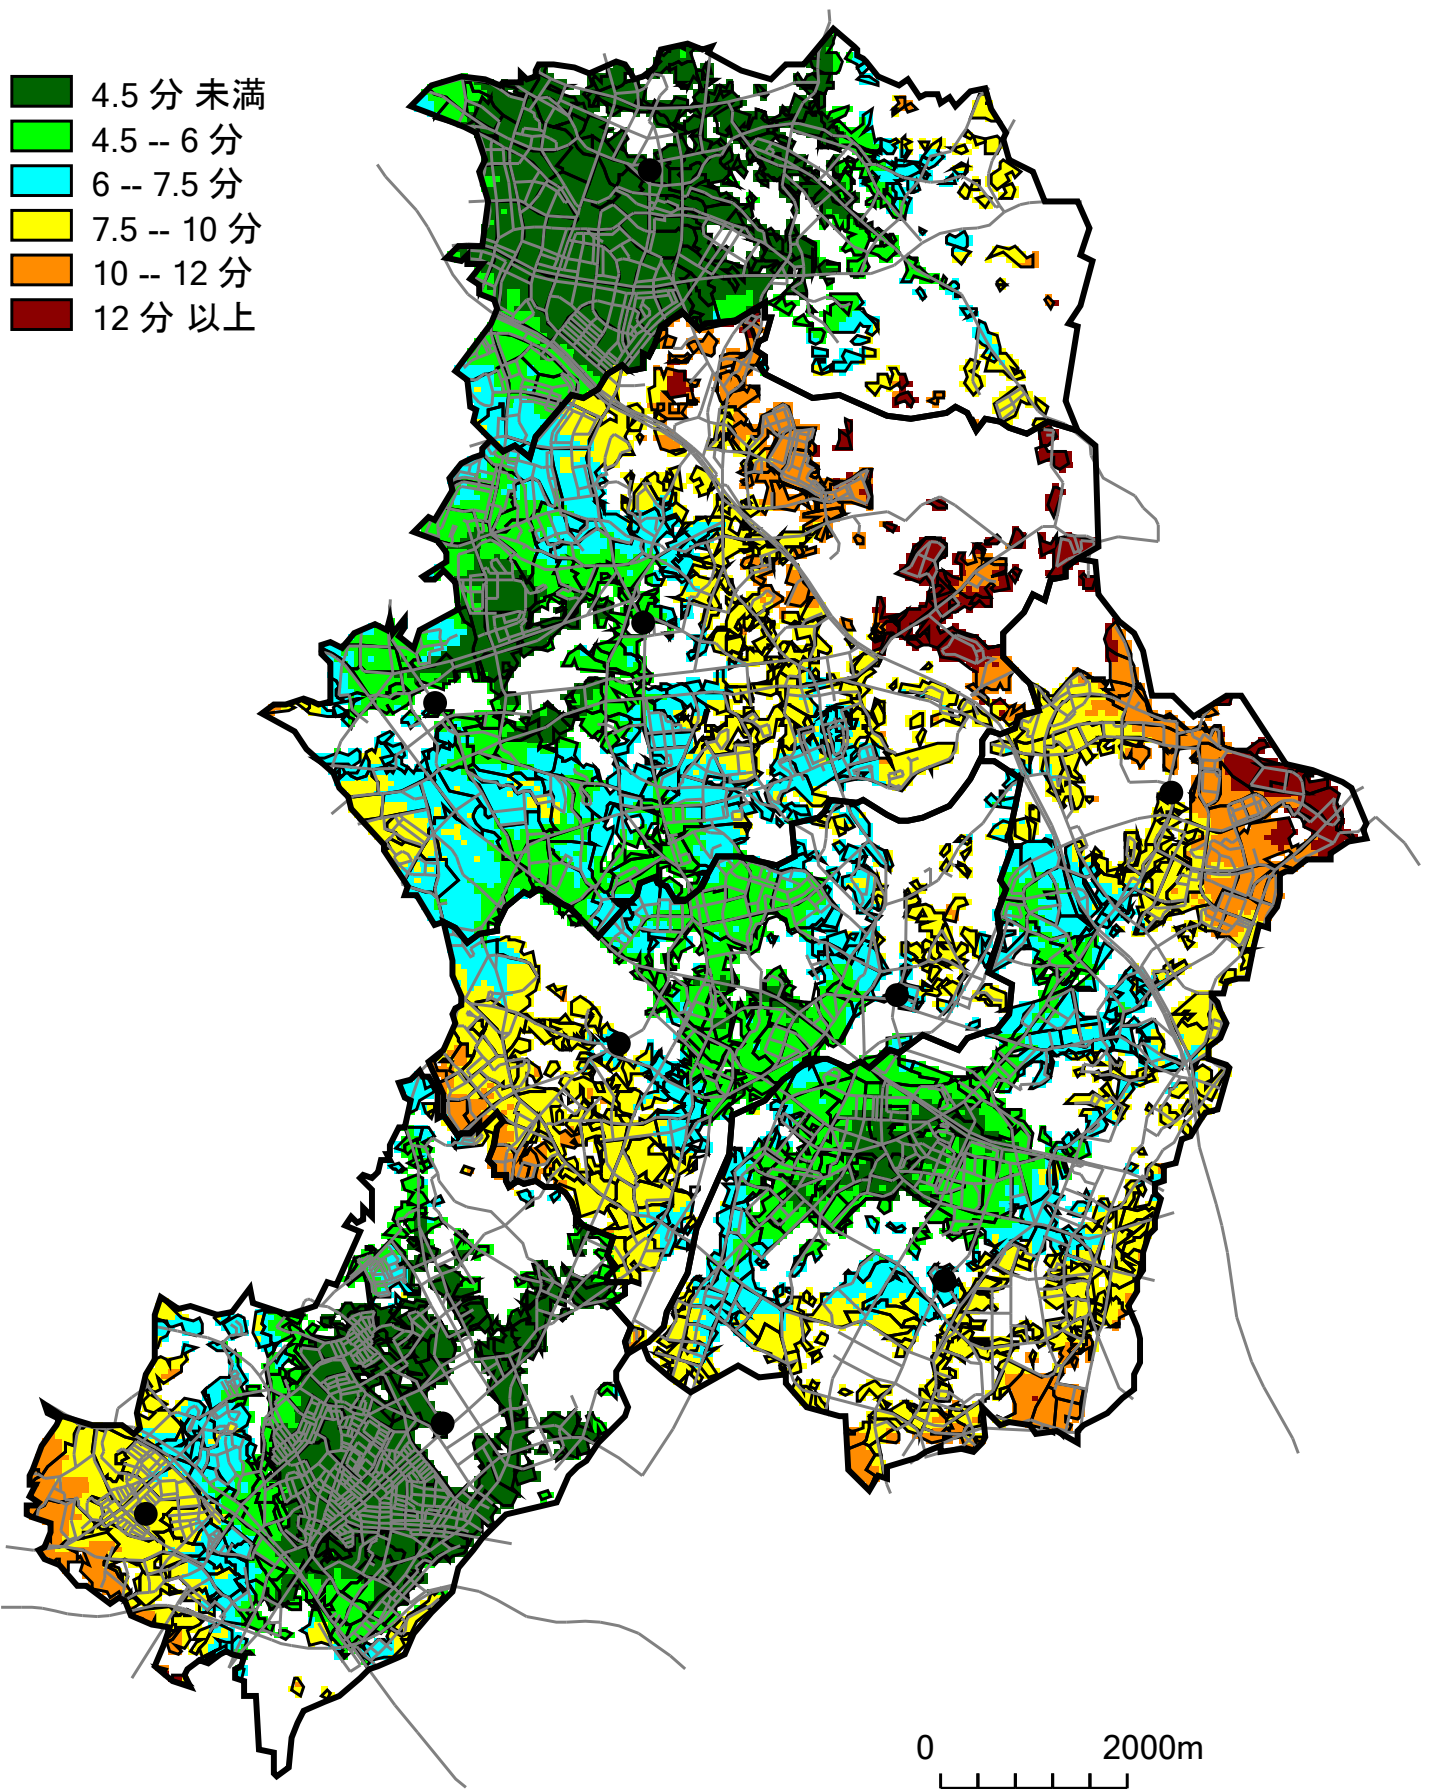 4.5 分 未満
4.5 -- 6 分
6 -- 7.5 分
7.5 -- 10 分
10 -- 12 分
12 分 以上
0 2000m